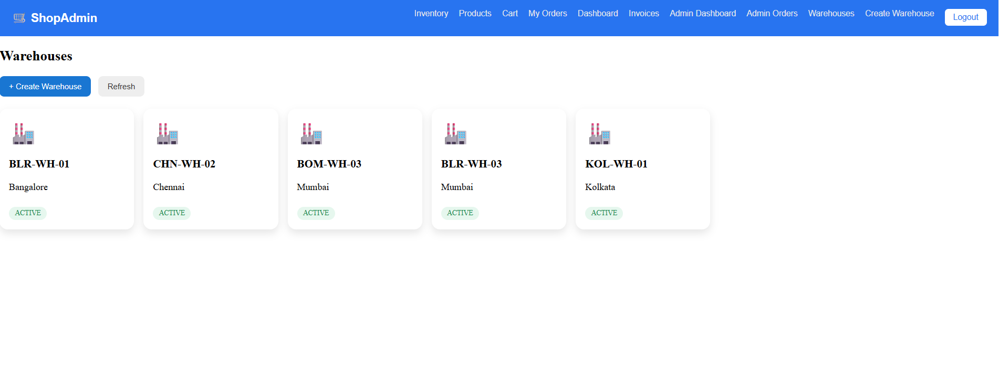 ShopAdmin
Inventory Products Cart My Orders Dashboard Invoices Admin Dashboard Admin Orders Warehouses Create Warehouse Logout
Warehouses
+ Create Warehouse Refresh
BLR-WH-01
Bangalore
ACTIVE
CHN-WH-02
Chennai
ACTIVE
BOM-WH-03
Mumbai
ACTIVE
BLR-WH-03
Mumbai
ACTIVE
KOL-WH-01
Kolkata
ACTIVE